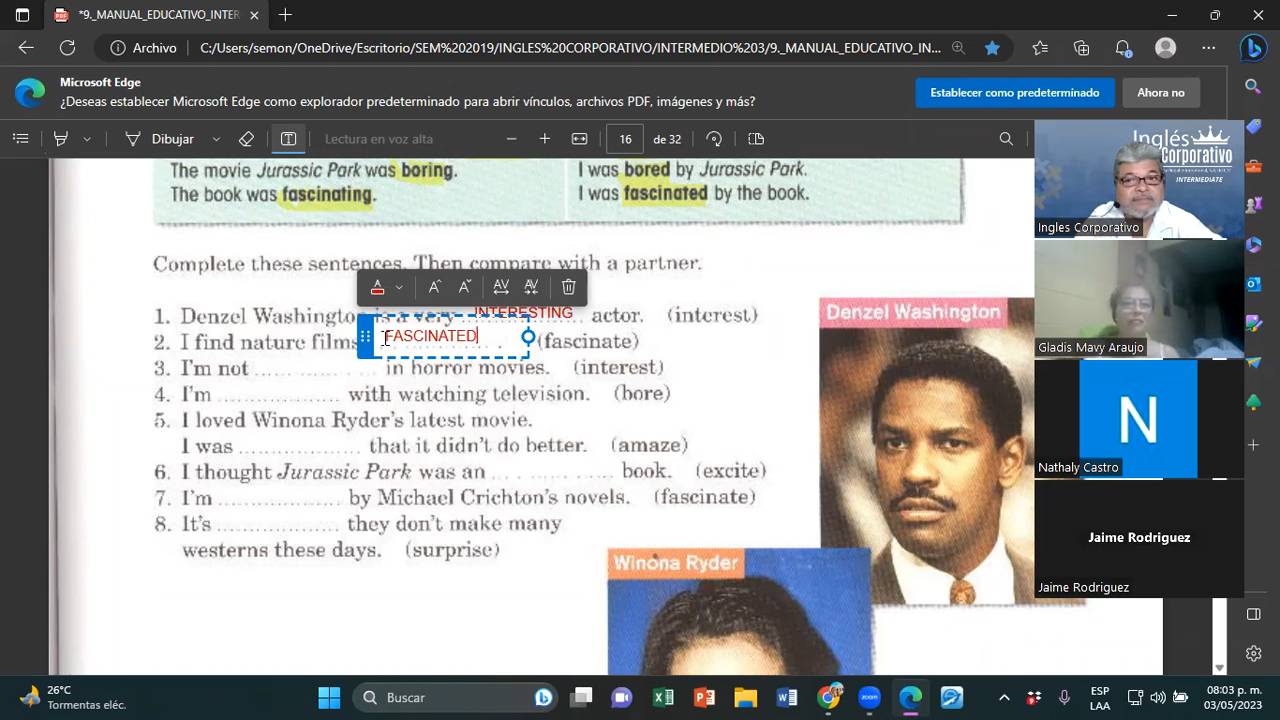 *9._MANUAL_EDUCATIVO_INTER
Archivo
C:/Users/semon/OneDrive/Escritorio/SEM%202019/INGLES%20CORPORATIVO/INTERMEDIO%203/9._MANUAL_EDUCATIVO_IN...
Microsoft Edge
¿Deseas establecer Microsoft Edge como explorador predeterminado para abrir vínculos, archivos PDF, imágenes y más?
Establecer como predeterminado
Ahora no
Dibujar
Lectura en voz alta
16
de 32
The movie Jurassic Park was boring.
I was bored by Jurassic Park.
The book was fascinating.
I was fascinated by the book.
Complete these sentences. Then compare with a partner.
1. Denzel Washington is a very INTERESTING actor. (interest)
2. I find nature films FASCINATED (fascinate)
3. I'm not .................. in horror movies. (interest)
4. I'm .................. with watching television. (bore)
5. I loved Winona Ryder's latest movie.
I was .................. that it didn't do better. (amaze)
6. I thought Jurassic Park was an .................. book. (excite)
7. I'm .................. by Michael Crichton's novels. (fascinate)
8. It's .................. they don't make many
westerns these days. (surprise)
Denzel Washington
Winona Ryder
Inglés
Corporativo
INTERMEDIATE
Ingles Corporativo
Gladis Mavy Araujo
N
Nathaly Castro
Jaime Rodriguez
Jaime Rodriguez
26°C
Tormentas eléc.
Buscar
zoom
ESP
LAA
08:03 p. m.
03/05/2023